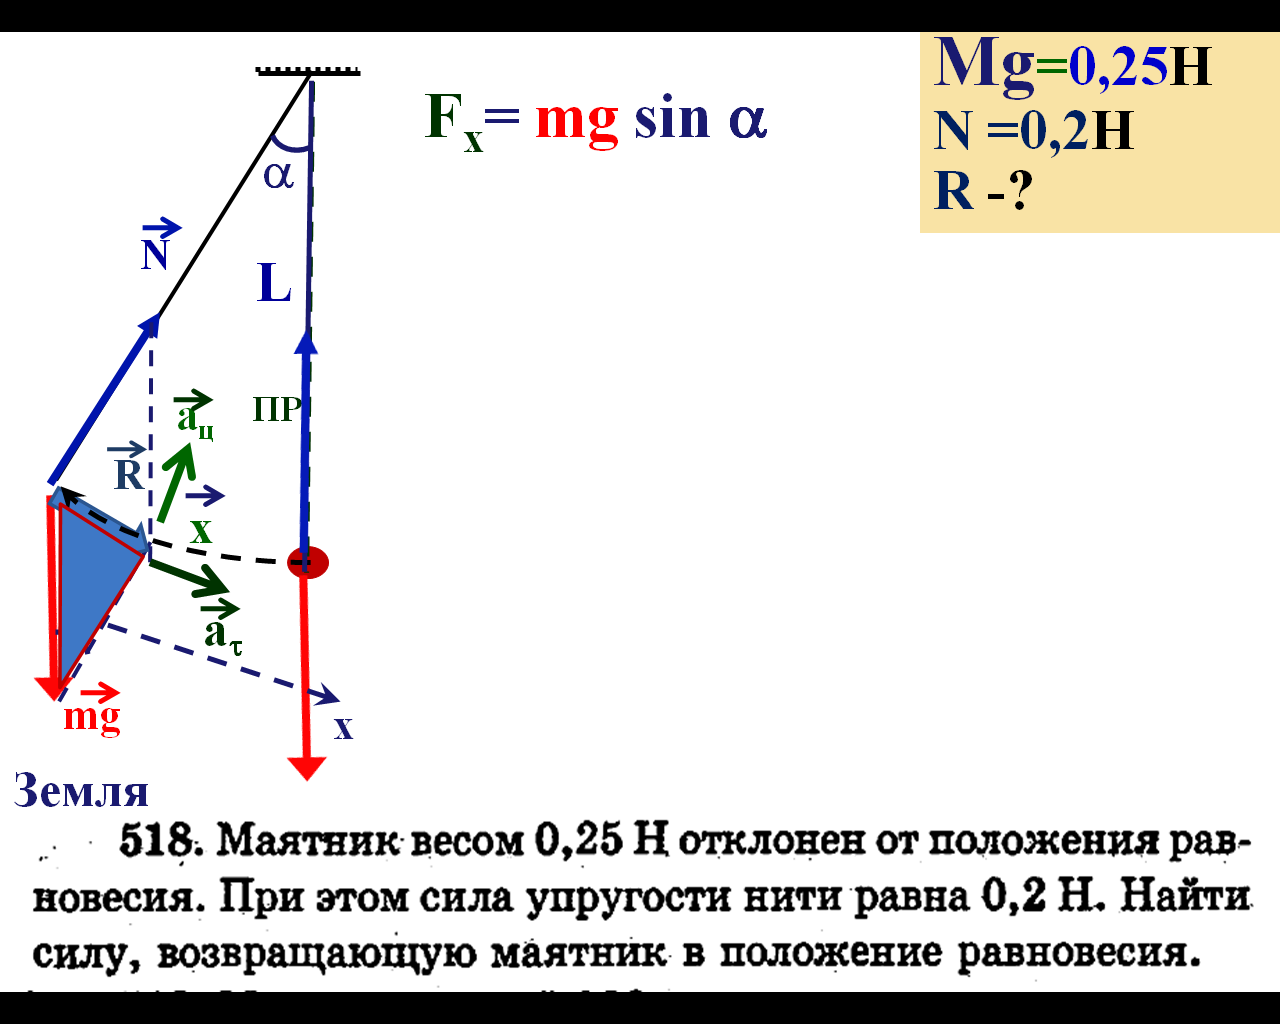 Mg=0,25Н
Fx= mg sin α
N =0,2Н
R -?
α
N
L
aц
ПР
R
x
aτ
mg
x
Земля
518. Маятник весом 0,25 Н отклонен от положения рав-
новесия. При этом сила упругости нити равна 0,2 Н. Найти
силу, возвращающую маятник в положение равновесия.